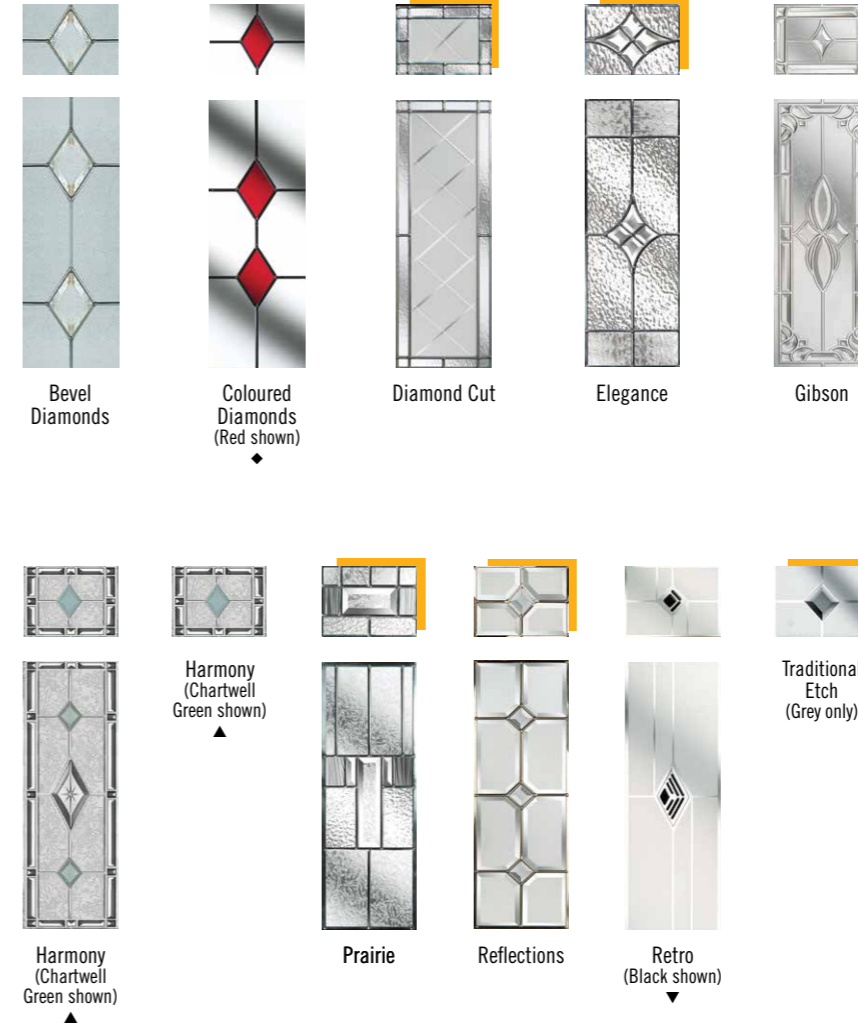 Bevel
Diamonds
Coloured
Diamonds
(Red shown)
◆
Diamond Cut
Elegance
Gibson
Harmony
(Chartwell
Green shown)
▲
Harmony
(Chartwell
Green shown)
▲
Prairie
Reflections
Retro
(Black shown)
▼
Traditional
Etch
(Grey only)